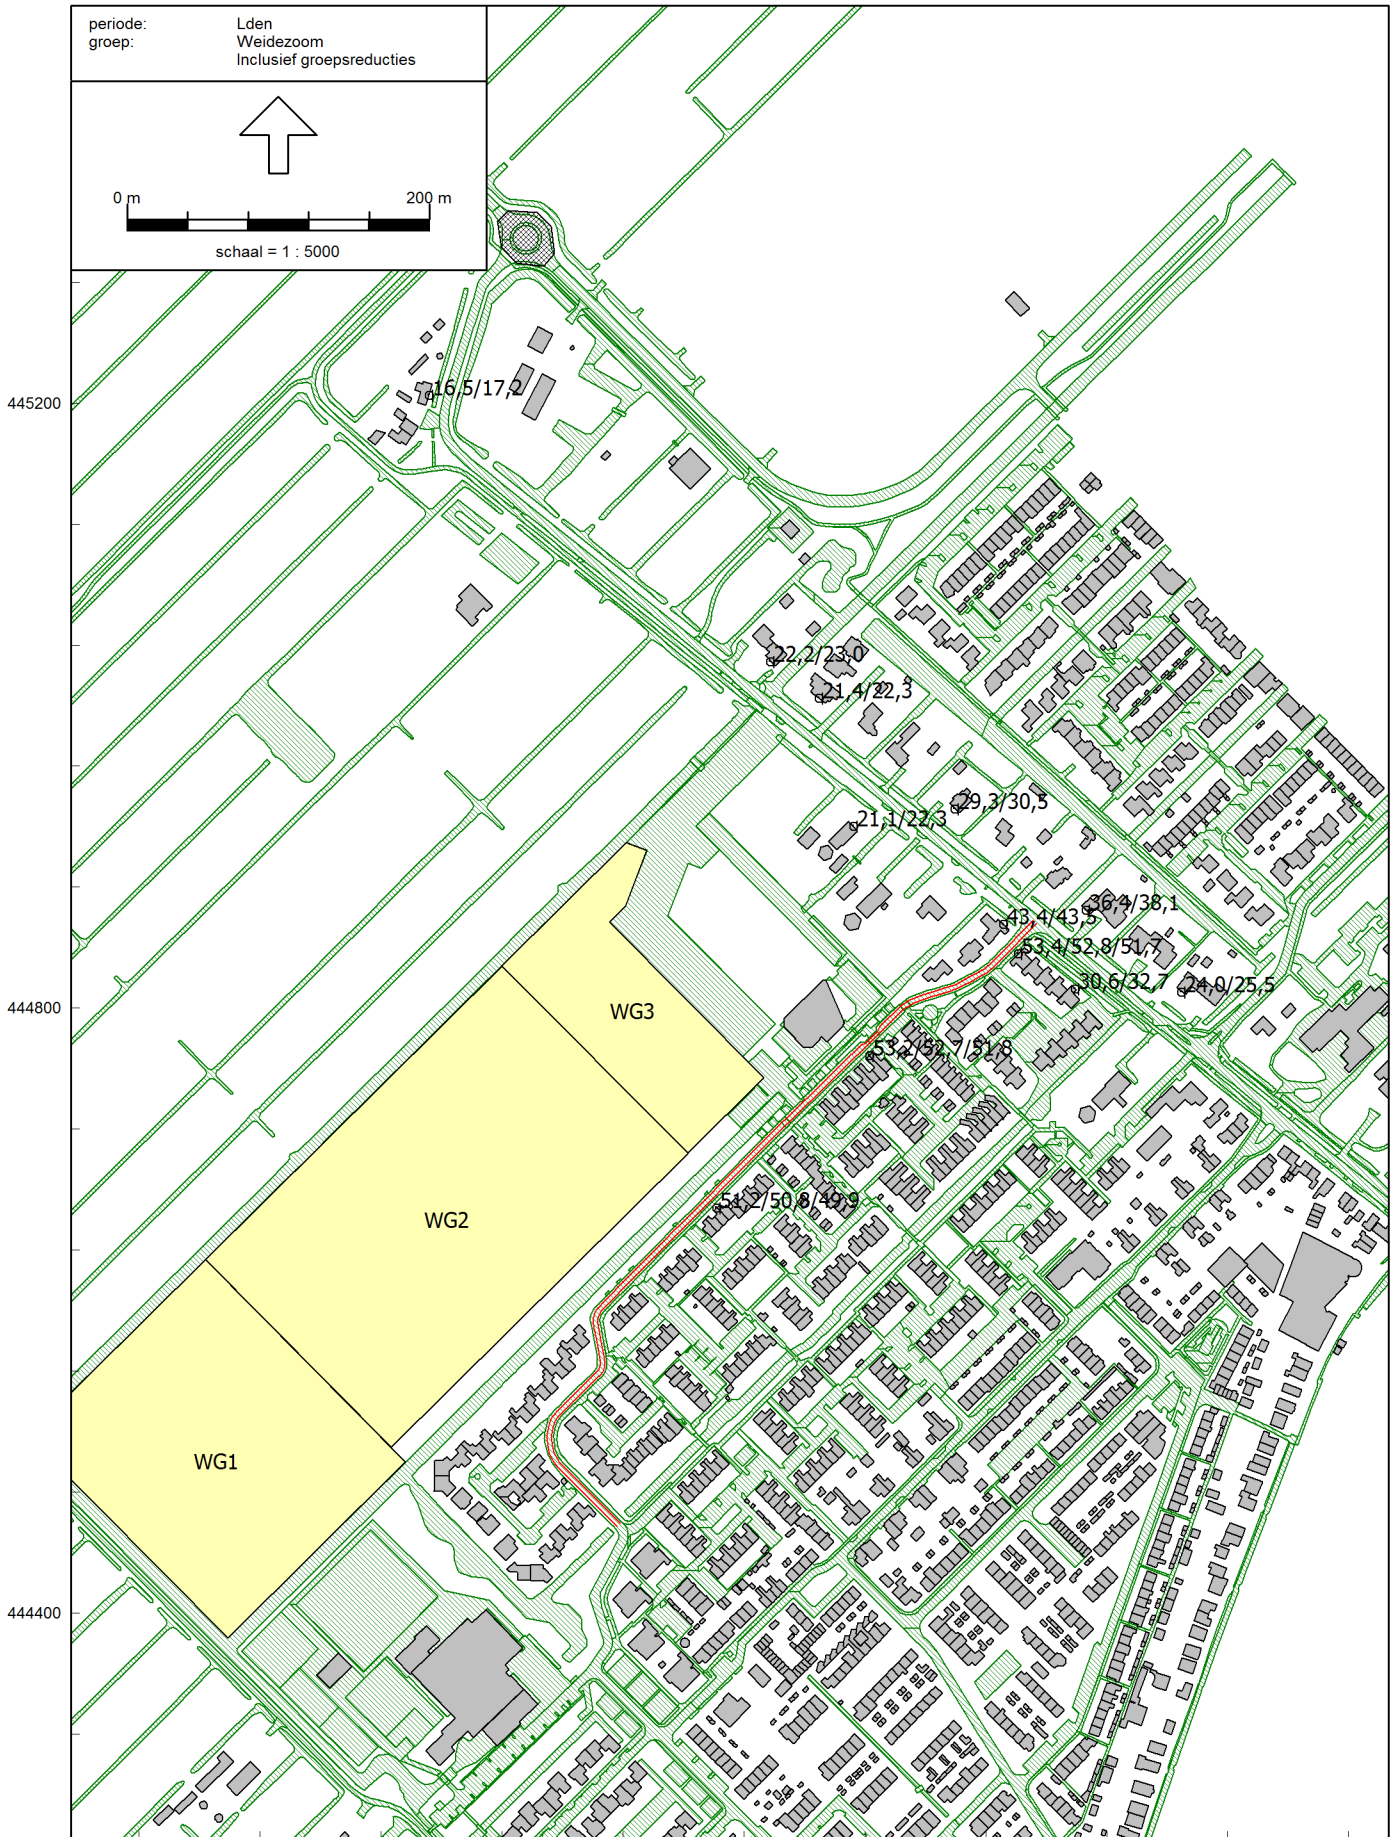 periode: Lden
groep: Weidezoom
Inclusief groepsreducties
0 m 200 m
schaal = 1 : 5000
16,5/17,2
445200
22,2/23,0
21,4/22,3
29,3/30,5
21,1/22,3
36,4/38,1
43,4/43,5
53,4/52,8/51,7
30,6/32,7
24,0/25,5
444800
WG3
53,2/52,7/51,8
51,2/50,8/49,9
WG2
WG1
444400